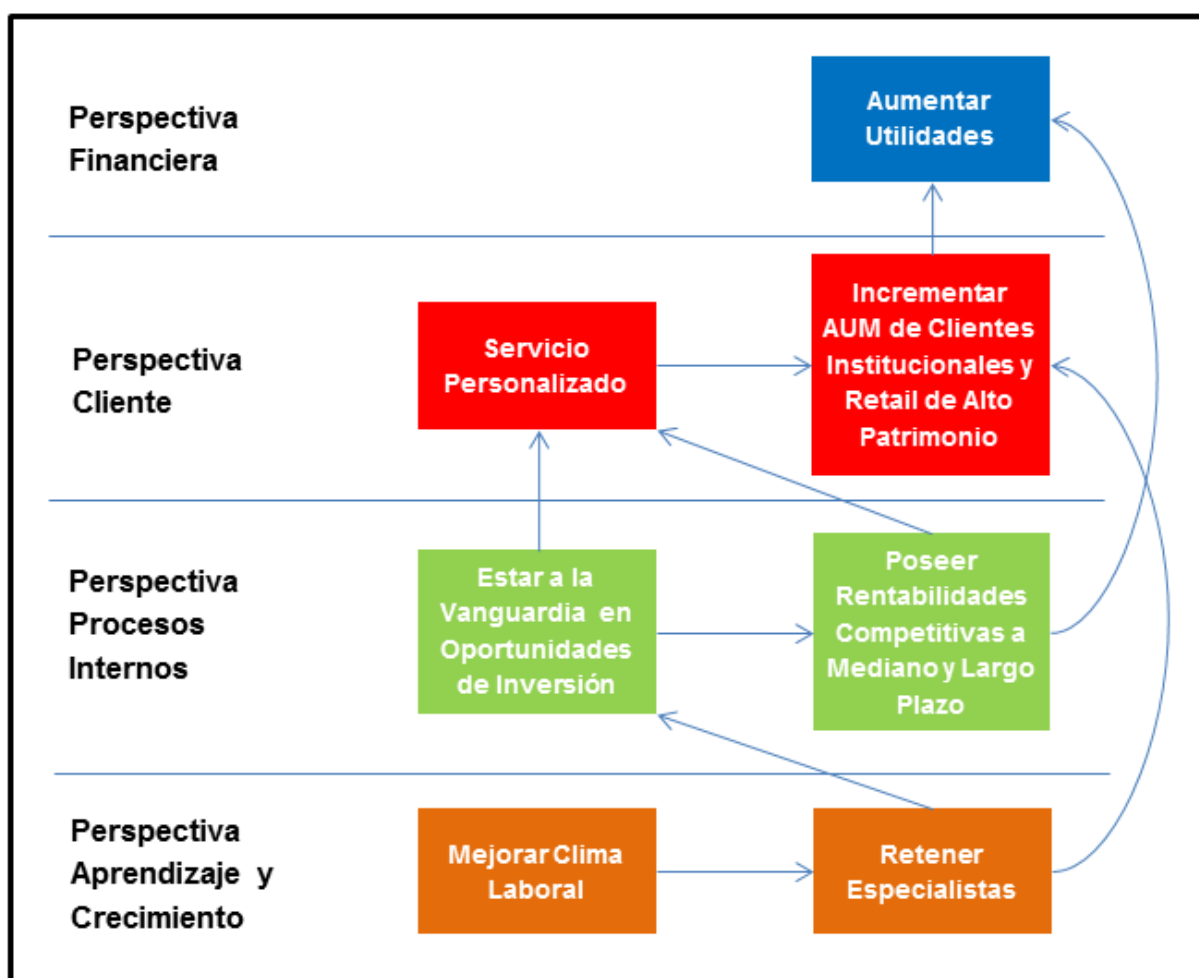 Perspectiva
Financiera
Aumentar
Utilidades
Perspectiva
Cliente
Servicio
Personalizado
Incrementar
AUM de Clientes
Institucionales y
Retail de Alto
Patrimonio
Perspectiva
Procesos
Internos
Estar a la
Vanguardia en
Oportunidades
de Inversión
Poseer
Rentabilidades
Competitivas a
Mediano y Largo
Plazo
Perspectiva
Aprendizaje y
Crecimiento
Mejorar Clima
Laboral
Retener
Especialistas